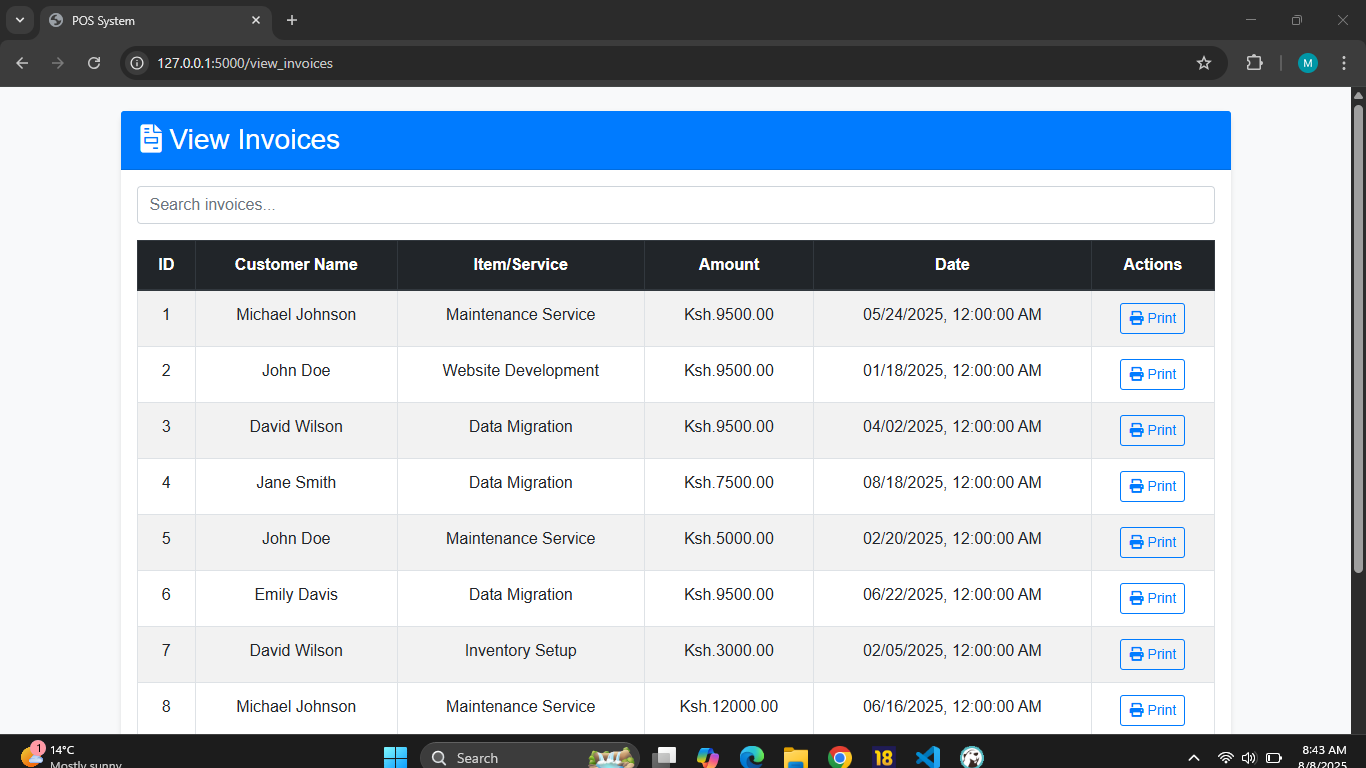 POS System
127.0.0.1:5000/view_invoices
M
View Invoices
Search invoices...
ID Customer Name Item/Service Amount Date Actions
1 Michael Johnson Maintenance Service Ksh.9500.00 05/24/2025, 12:00:00 AM Print
2 John Doe Website Development Ksh.9500.00 01/18/2025, 12:00:00 AM Print
3 David Wilson Data Migration Ksh.9500.00 04/02/2025, 12:00:00 AM Print
4 Jane Smith Data Migration Ksh.7500.00 08/18/2025, 12:00:00 AM Print
5 John Doe Maintenance Service Ksh.5000.00 02/20/2025, 12:00:00 AM Print
6 Emily Davis Data Migration Ksh.9500.00 06/22/2025, 12:00:00 AM Print
7 David Wilson Inventory Setup Ksh.3000.00 02/05/2025, 12:00:00 AM Print
8 Michael Johnson Maintenance Service Ksh.12000.00 06/16/2025, 12:00:00 AM Print
1 14°C
Mostly sunny
Search
18
8:43 AM
8/8/2025